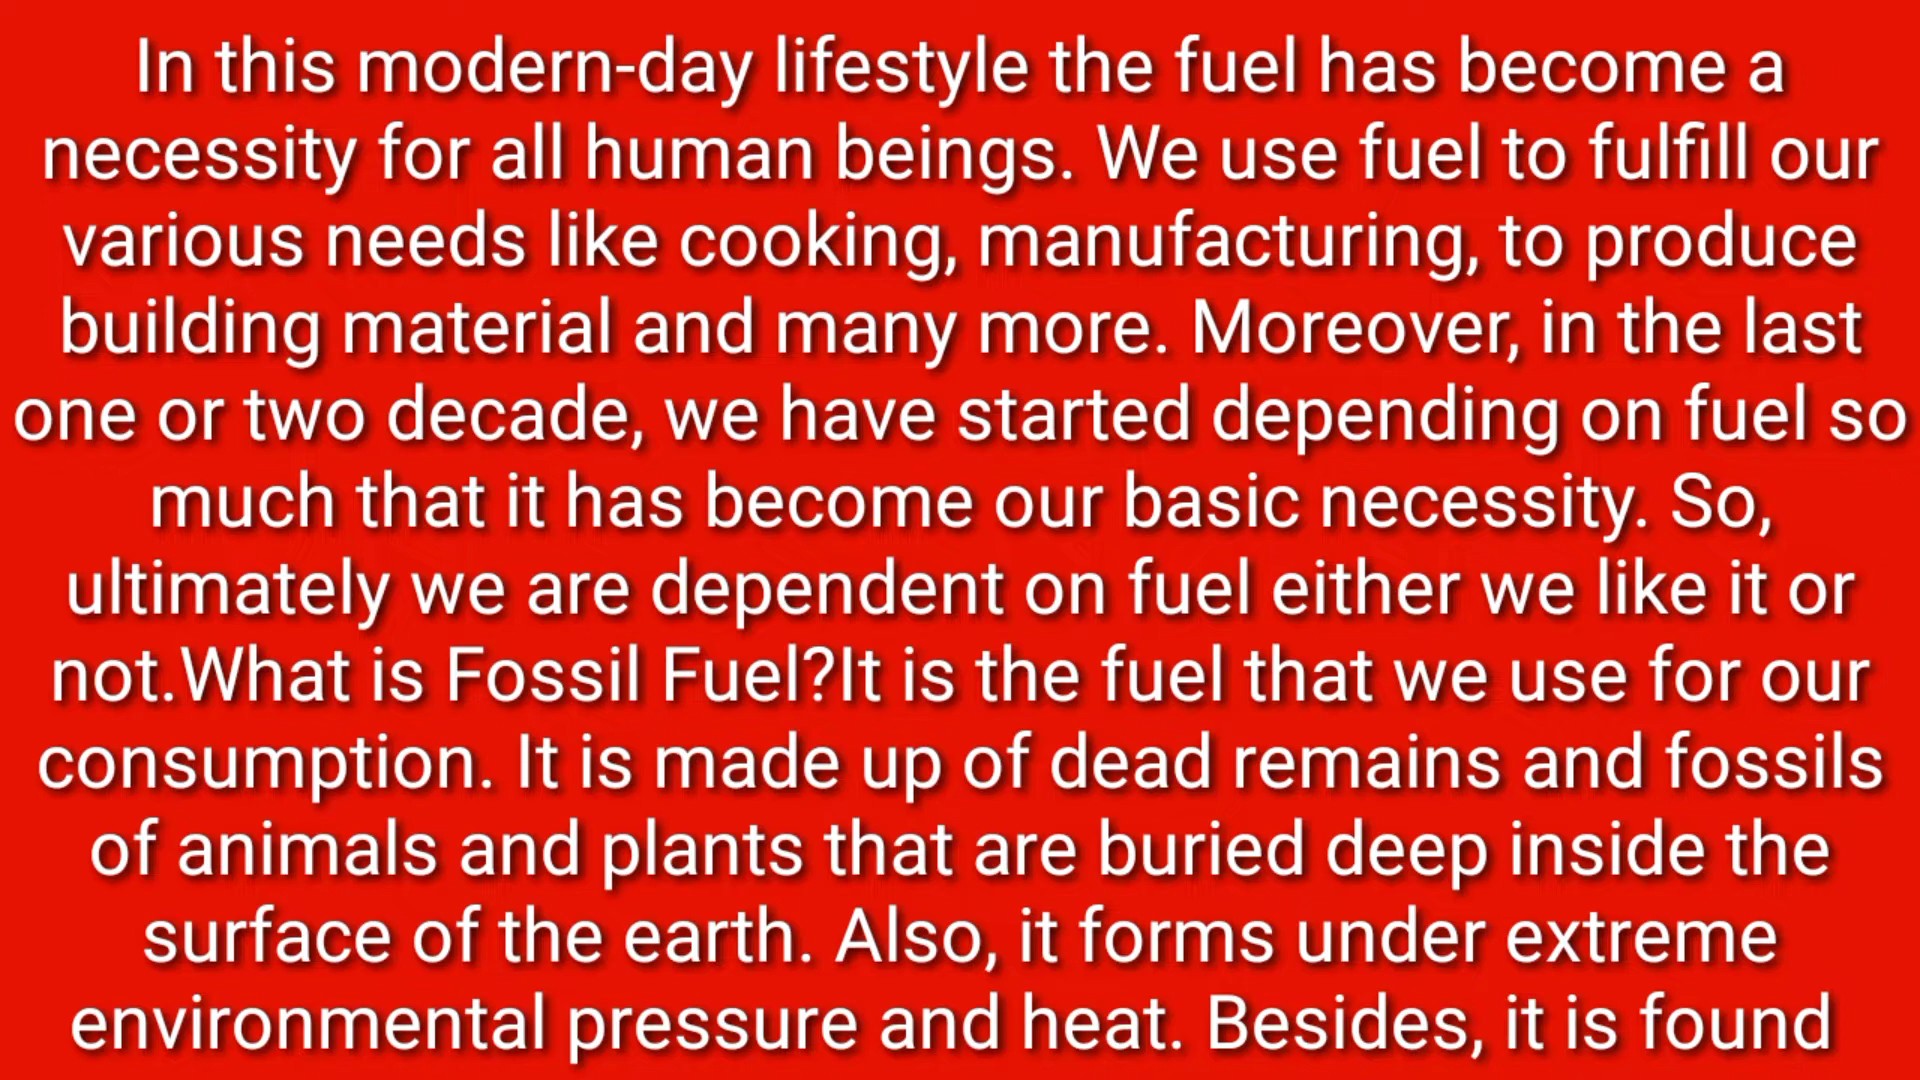 In this modern-day lifestyle the fuel has become a
necessity for all human beings. We use fuel to fulfill our
various needs like cooking, manufacturing, to produce
building material and many more. Moreover, in the last
one or two decade, we have started depending on fuel so
much that it has become our basic necessity. So,
ultimately we are dependent on fuel either we like it or
not.What is Fossil Fuel?It is the fuel that we use for our
consumption. It is made up of dead remains and fossils
of animals and plants that are buried deep inside the
surface of the earth. Also, it forms under extreme
environmental pressure and heat. Besides, it is found